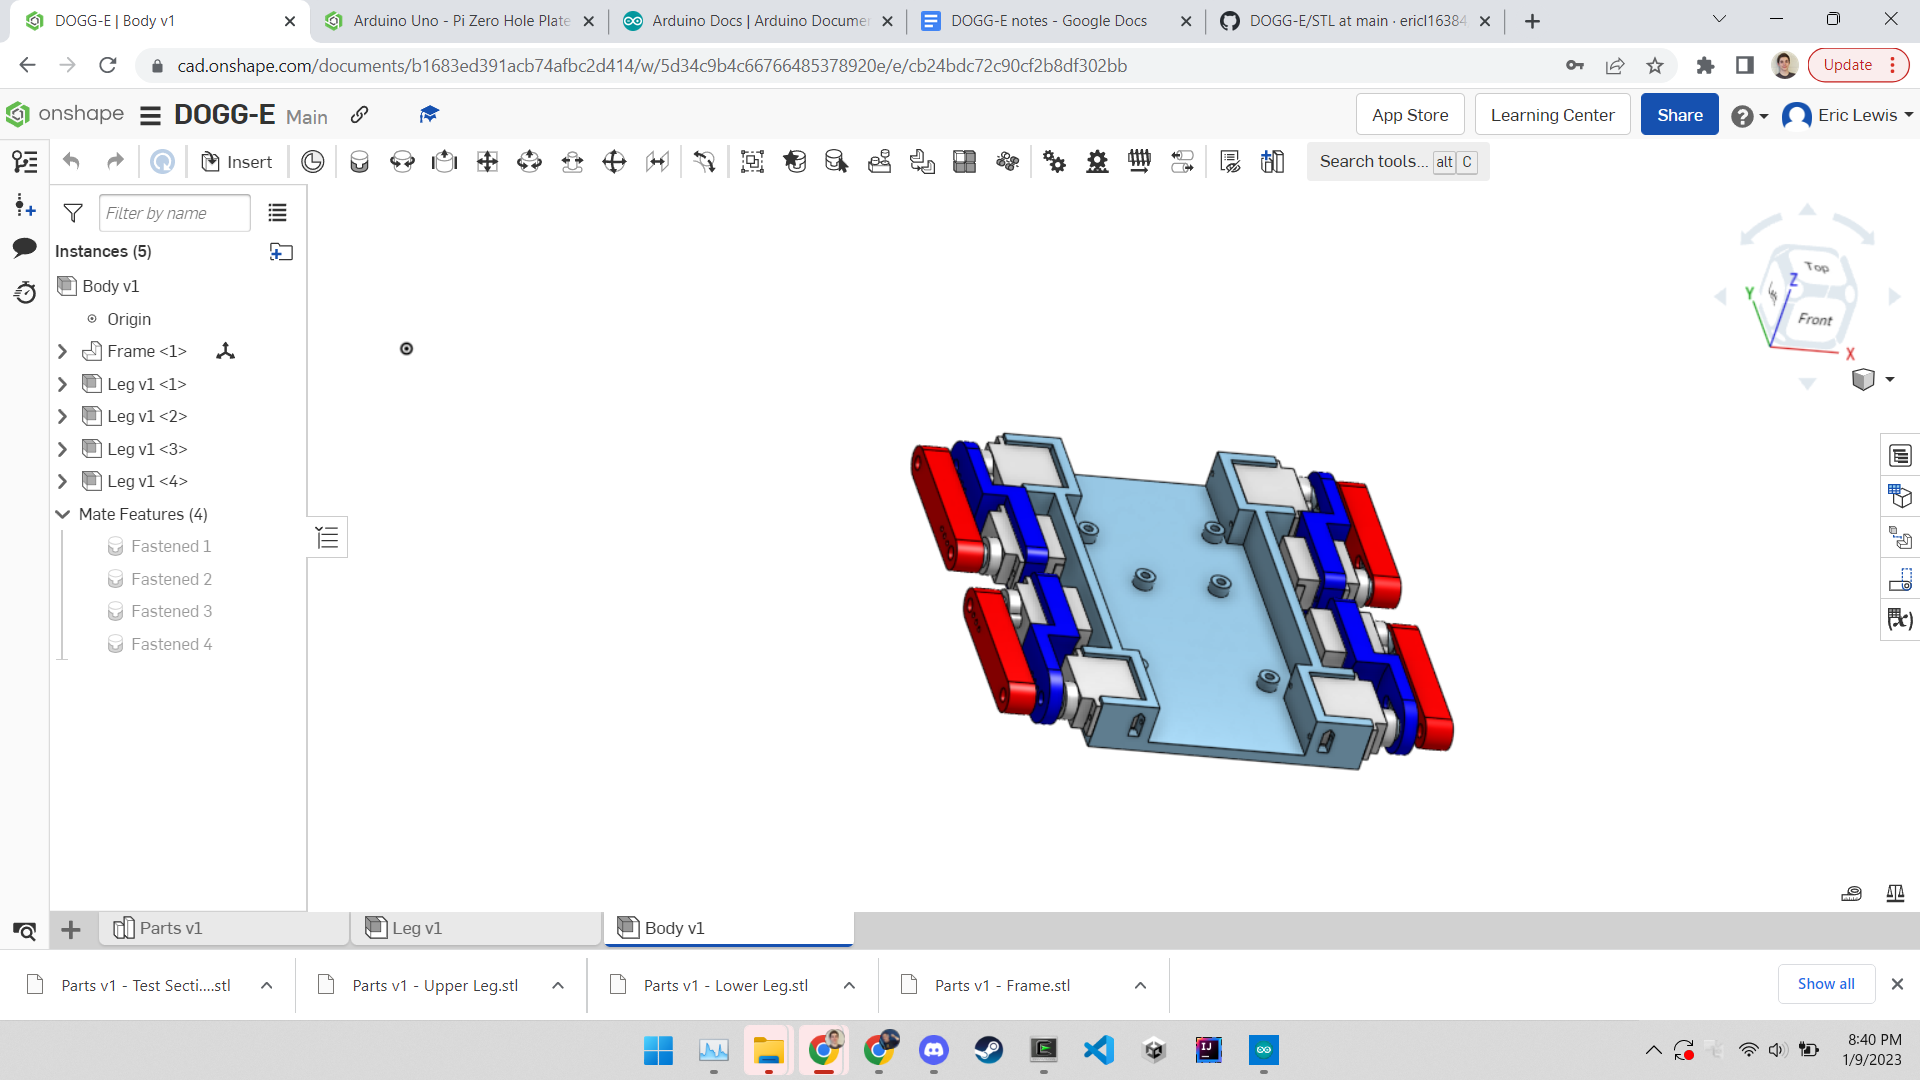 DOGG-E | Body v1
Arduino Uno - Pi Zero Hole Plate
Arduino Docs | Arduino Documen
DOGG-E notes - Google Docs
DOGG-E/STL at main · ericl16384
cad.onshape.com/documents/b1683ed391acb74afbc2d414/w/5d34c9b4c66766485378920e/e/cb24bdc72c90cf2b8df302bb
Update
onshape
DOGG-E Main
App Store
Learning Center
Share
Eric Lewis
Insert
Search tools... alt C
Filter by name
Instances (5)
Body v1
Origin
Frame <1>
Leg v1 <1>
Leg v1 <2>
Leg v1 <3>
Leg v1 <4>
Mate Features (4)
Fastened 1
Fastened 2
Fastened 3
Fastened 4
Top
Z
Y
Front
X
Parts v1
Leg v1
Body v1
Parts v1 - Test Secti....stl
Parts v1 - Upper Leg.stl
Parts v1 - Lower Leg.stl
Parts v1 - Frame.stl
Show all
8:40 PM
1/9/2023